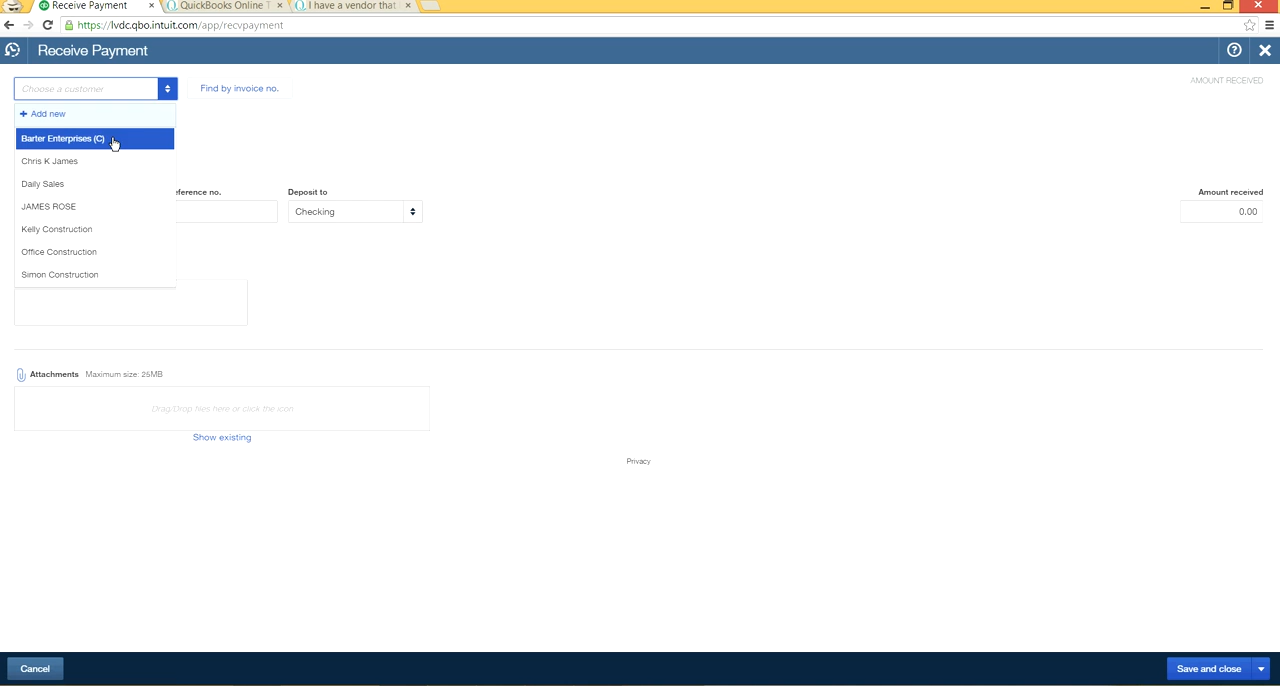 Receive Payment
QuickBooks Online T
I have a vendor that
https://lvdc.qbo.intuit.com/app/recvpayment
Receive Payment
Choose a customer
Find by invoice no.
AMOUNT RECEIVED
+ Add new
Barter Enterprises (C)
Chris K James
Daily Sales
JAMES ROSE
Kelly Construction
Office Construction
Simon Construction
eference no.
Deposit to
Amount received
Checking
0.00
Attachments Maximum size: 25MB
Drag/Drop files here or click the icon
Show existing
Privacy
Cancel
Save and close